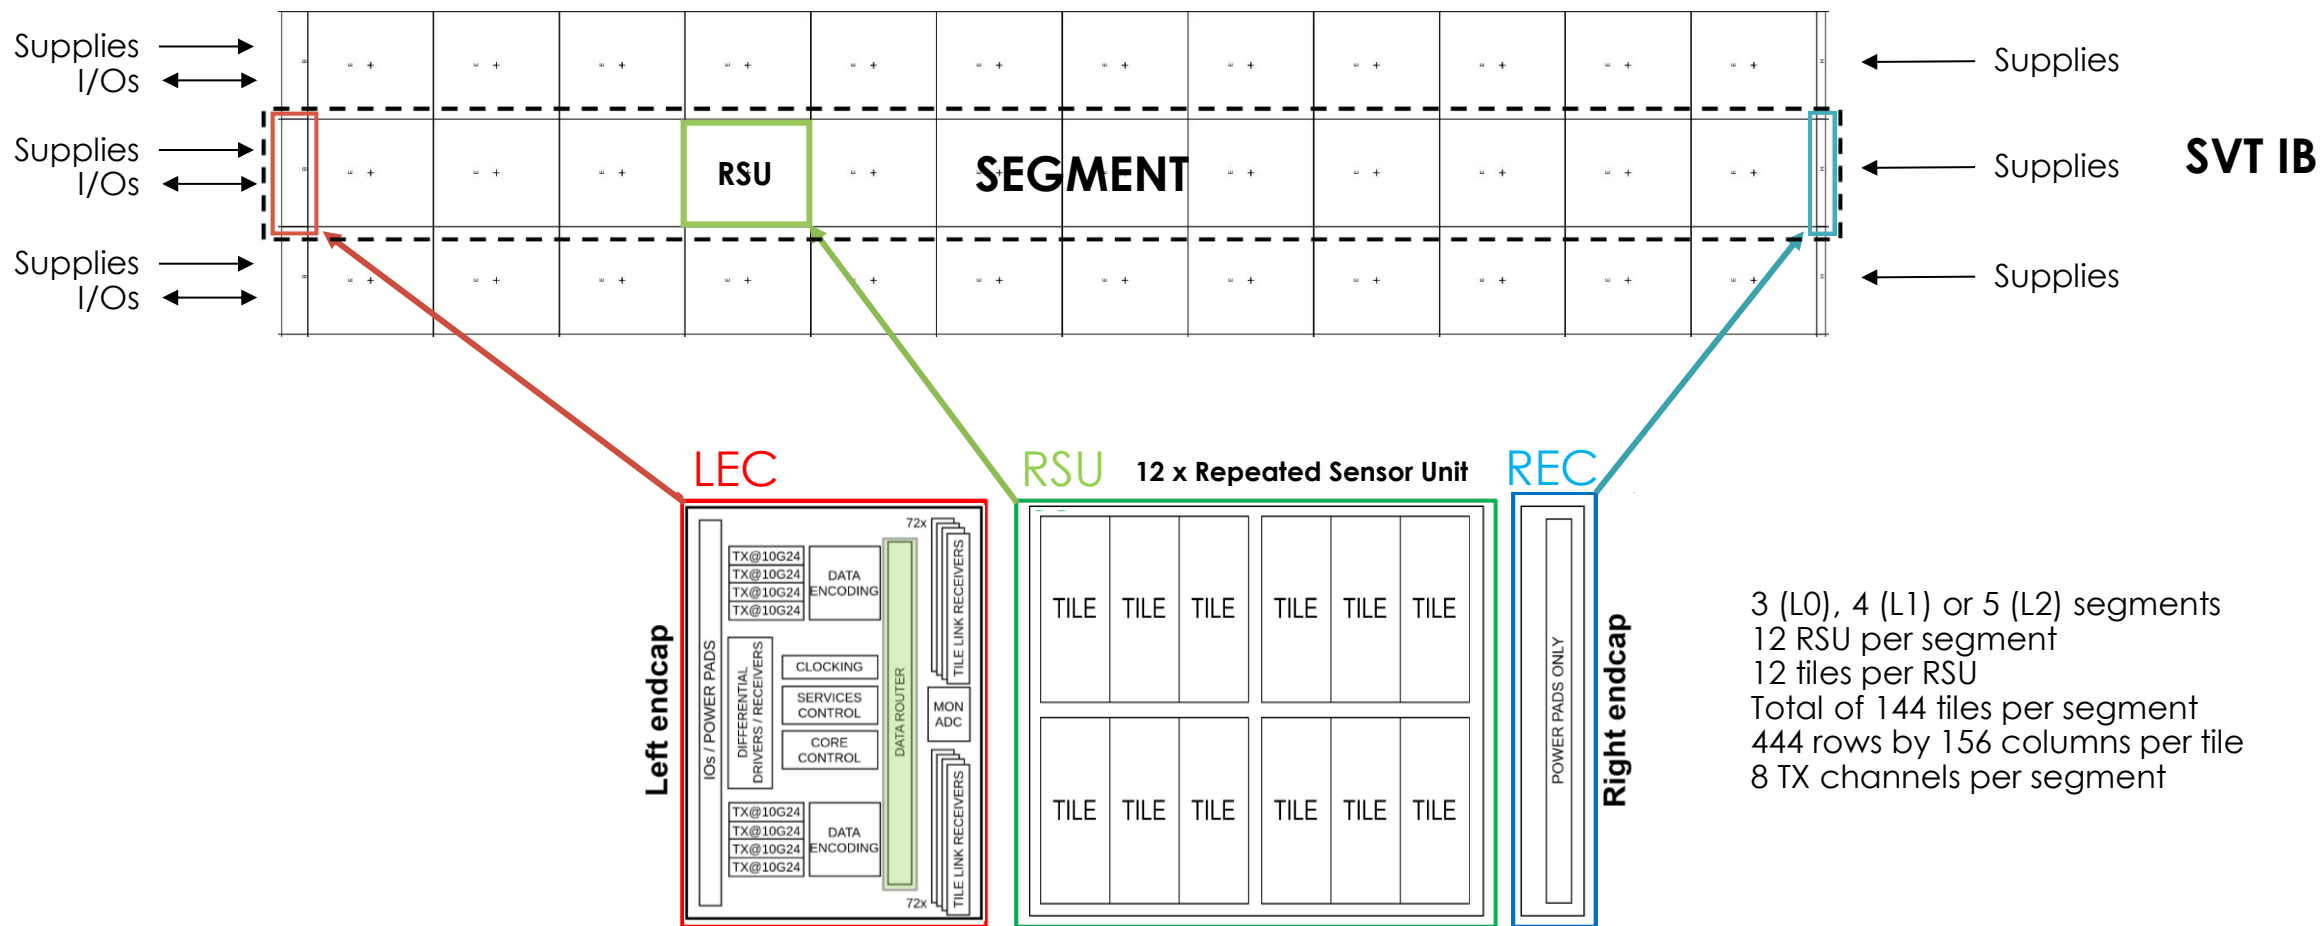 Supplies
I/Os
Supplies
Supplies
I/Os
RSU
SEGMENT
Supplies
SVT IB
Supplies
I/Os
Supplies
LEC
RSU
12 x Repeated Sensor Unit
REC
Left endcap
IOs / POWER PADS
TX@10G24
TX@10G24
TX@10G24
TX@10G24
DATA
ENCODING
DIFFERENTIAL
DRIVERS / RECEIVERS
CLOCKING
SERVICES
CONTROL
CORE
CONTROL
TX@10G24
TX@10G24
TX@10G24
TX@10G24
DATA
ENCODING
DATA ROUTER
72x
TILE LINK RECEIVERS
MON
ADC
72x
TILE LINK RECEIVERS
TILE TILE TILE TILE TILE TILE
TILE TILE TILE TILE TILE TILE
POWER PADS ONLY
Right endcap
3 (L0), 4 (L1) or 5 (L2) segments
12 RSU per segment
12 tiles per RSU
Total of 144 tiles per segment
444 rows by 156 columns per tile
8 TX channels per segment